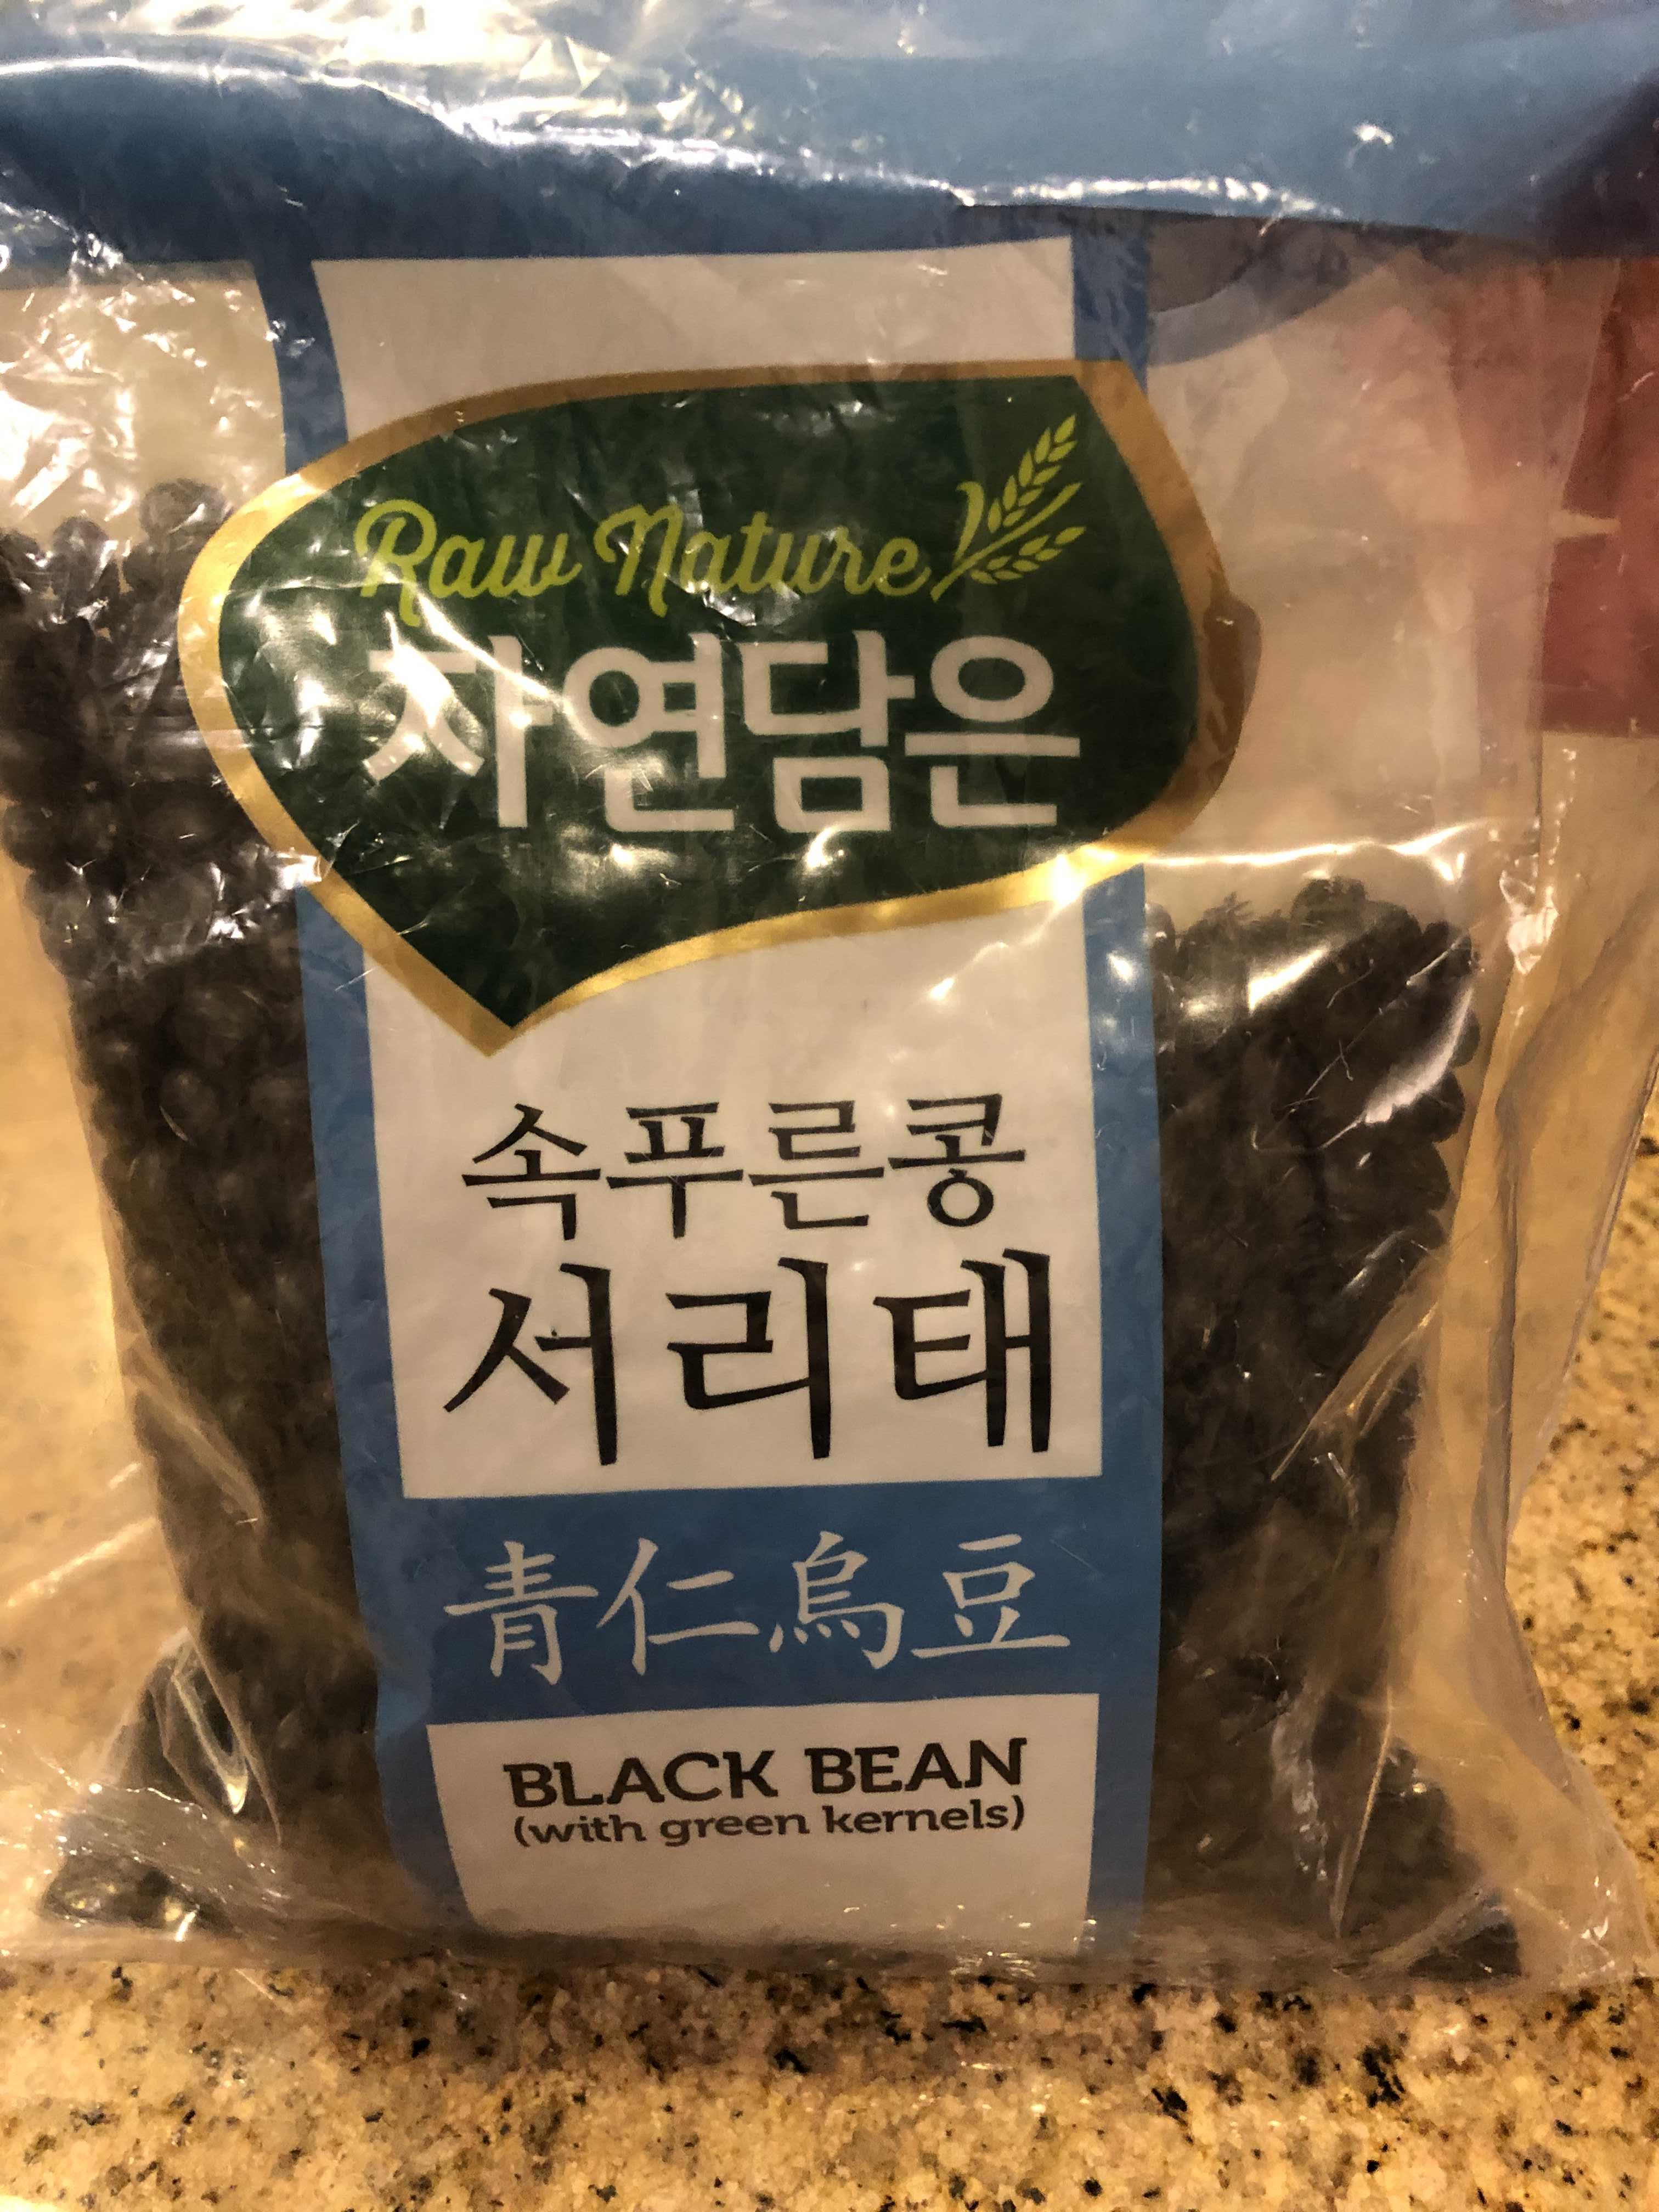 Raw Nature
자연담은
속푸른콩
서리태
青仁烏豆
BLACK BEAN
(with green kernels)